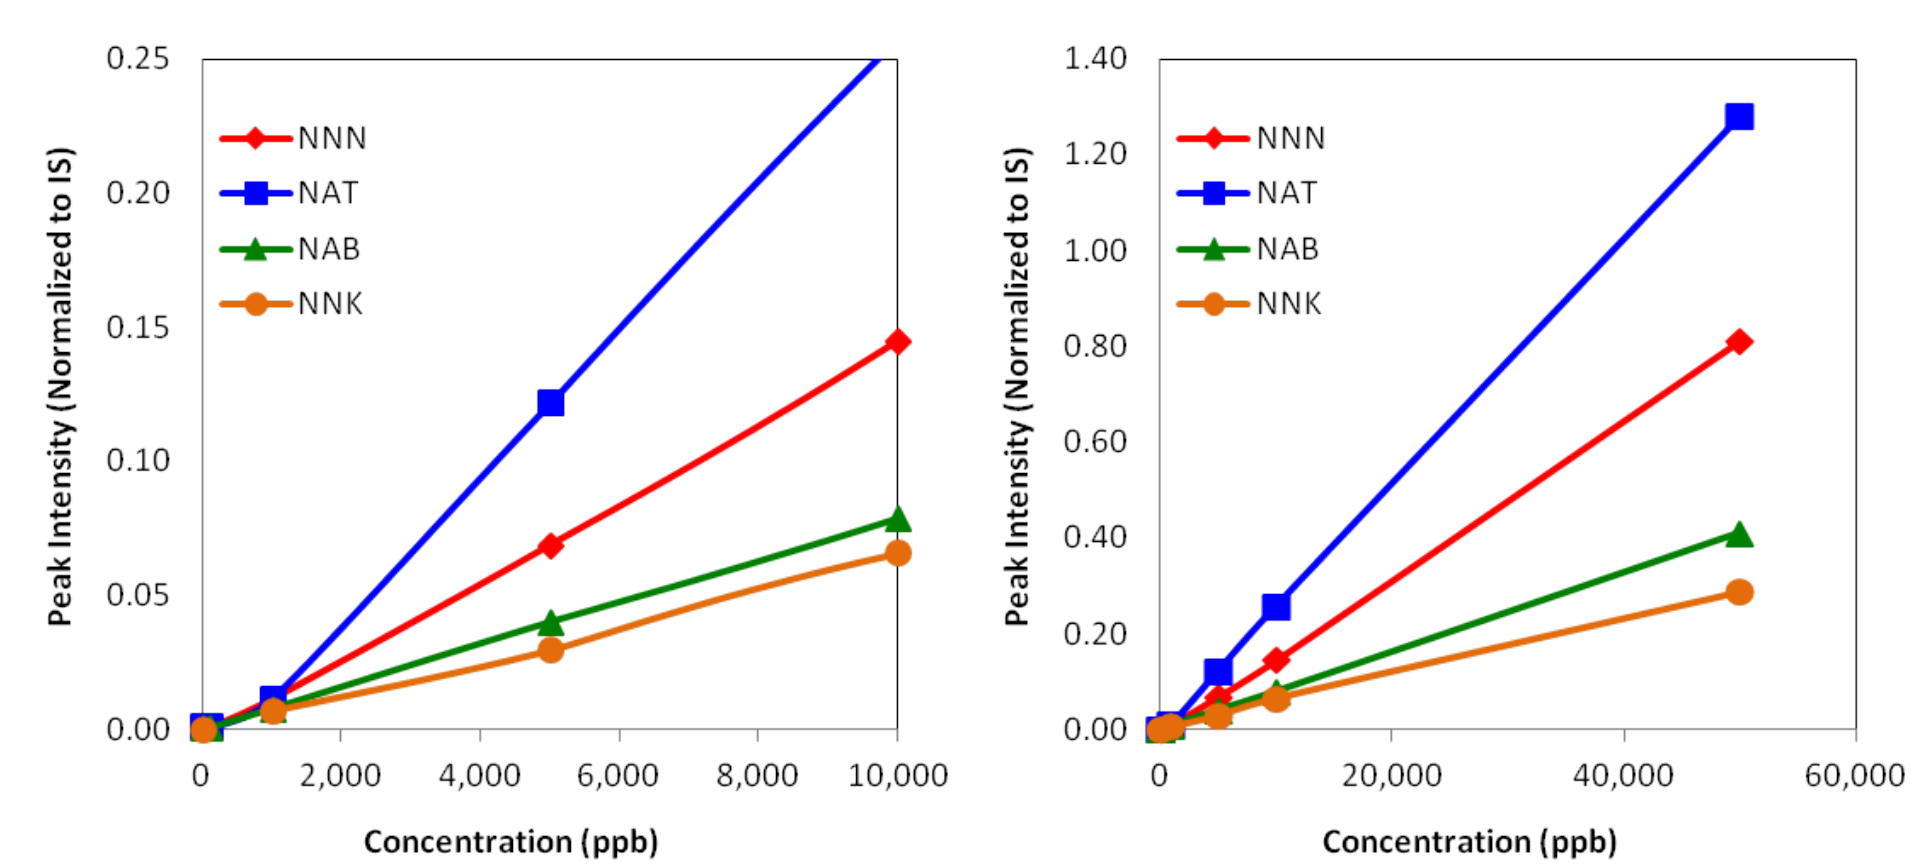 Peak Intensity (Normalized to IS)
0.25
0.20
0.15
0.10
0.05
0.00
NNN
NAT
NAB
NNK
0 2,000 4,000 6,000 8,000 10,000
Concentration (ppb)
Peak Intensity (Normalized to IS)
1.40
1.20
1.00
0.80
0.60
0.40
0.20
0.00
NNN
NAT
NAB
NNK
0 20,000 40,000 60,000
Concentration (ppb)